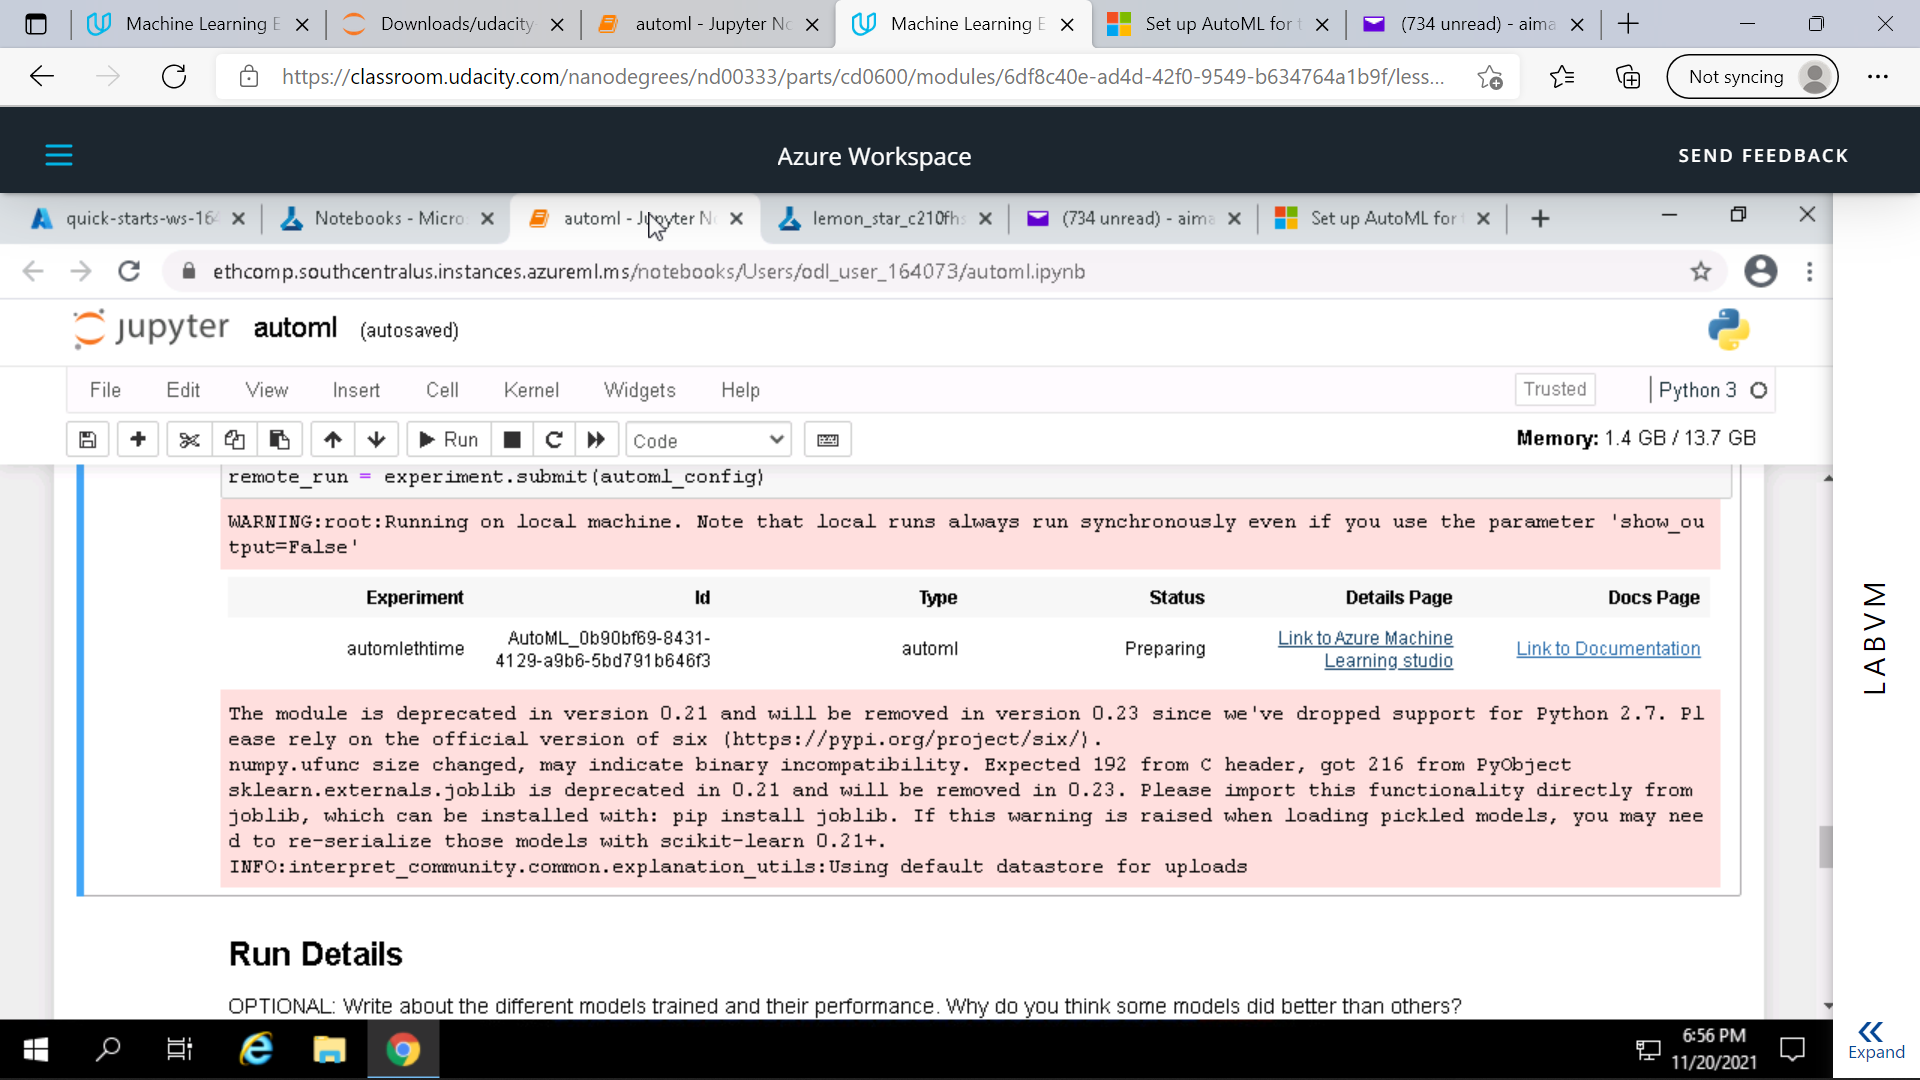 Machine Learning E
Downloads/udacity-
automl - Jupyter No
Machine Learning E
Set up AutoML for t
(734 unread) - aima
https://classroom.udacity.com/nanodegrees/nd00333/parts/cd0600/modules/6df8c40e-ad4d-42f0-9549-b634764a1b9f/less...
Not syncing
Azure Workspace
SEND FEEDBACK
quick-starts-ws-164
Notebooks - Micros
automl - Jupyter N
lemon_star_c210fhs
(734 unread) - aima
Set up AutoML for t
ethcomp.southcentralus.instances.azureml.ms/notebooks/Users/odl_user_164073/automl.ipynb
jupyter automl (autosaved)
File Edit View Insert Cell Kernel Widgets Help
Trusted
Python 3
Run
Code
Memory: 1.4 GB / 13.7 GB
remote_run = experiment.submit(automl_config)
WARNING:root:Running on local machine. Note that local runs always run synchronously even if you use the parameter 'show_ou
tput=False'
Experiment Id Type Status Details Page Docs Page
automlethtime AutoML_0b90bf69-8431-
4129-a9b6-5bd791b646f3 automl Preparing Link to Azure Machine
Learning studio Link to Documentation
The module is deprecated in version 0.21 and will be removed in version 0.23 since we've dropped support for Python 2.7. Pl
ease rely on the official version of six (https://pypi.org/project/six/).
numpy.ufunc size changed, may indicate binary incompatibility. Expected 192 from C header, got 216 from PyObject
sklearn.externals.joblib is deprecated in 0.21 and will be removed in 0.23. Please import this functionality directly from
joblib, which can be installed with: pip install joblib. If this warning is raised when loading pickled models, you may nee
d to re-serialize those models with scikit-learn 0.21+.
INFO:interpret_community.common.explanation_utils:Using default datastore for uploads
Run Details
OPTIONAL: Write about the different models trained and their performance. Why do you think some models did better than others?
LABVM
Expand
6:56 PM
11/20/2021